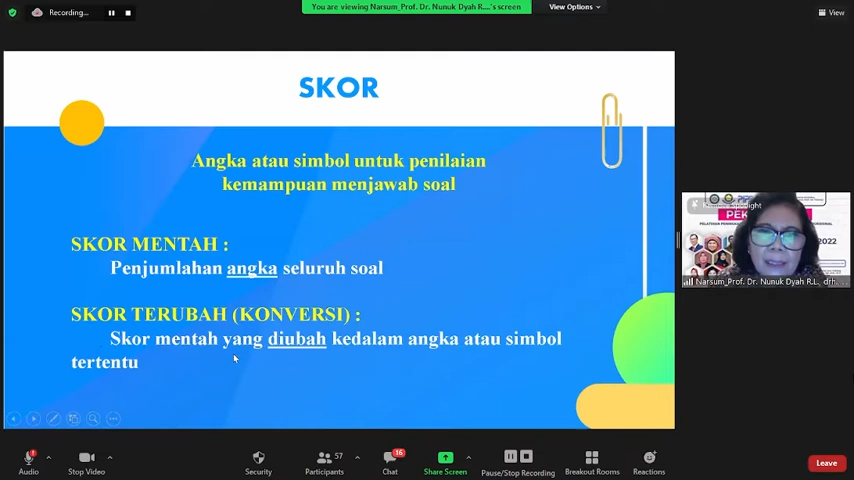 Recording...
You are viewing Narsum_Prof. Dr. Nunuk Dyah R....'s screen
View Options
View
SKOR
Angka atau simbol untuk penilaian
kemampuan menjawab soal
SKOR MENTAH :
Penjumlahan angka seluruh soal
SKOR TERUBAH (KONVERSI) :
Skor mentah yang diubah kedalam angka atau simbol
tertentu
2022
Narsum_Prof. Dr. Nunuk Dyah R.L. drh.
Audio
Stop Video
Security
57
Participants
16
Chat
Share Screen
Pause/Stop Recording
Breakout Rooms
Reactions
Leave